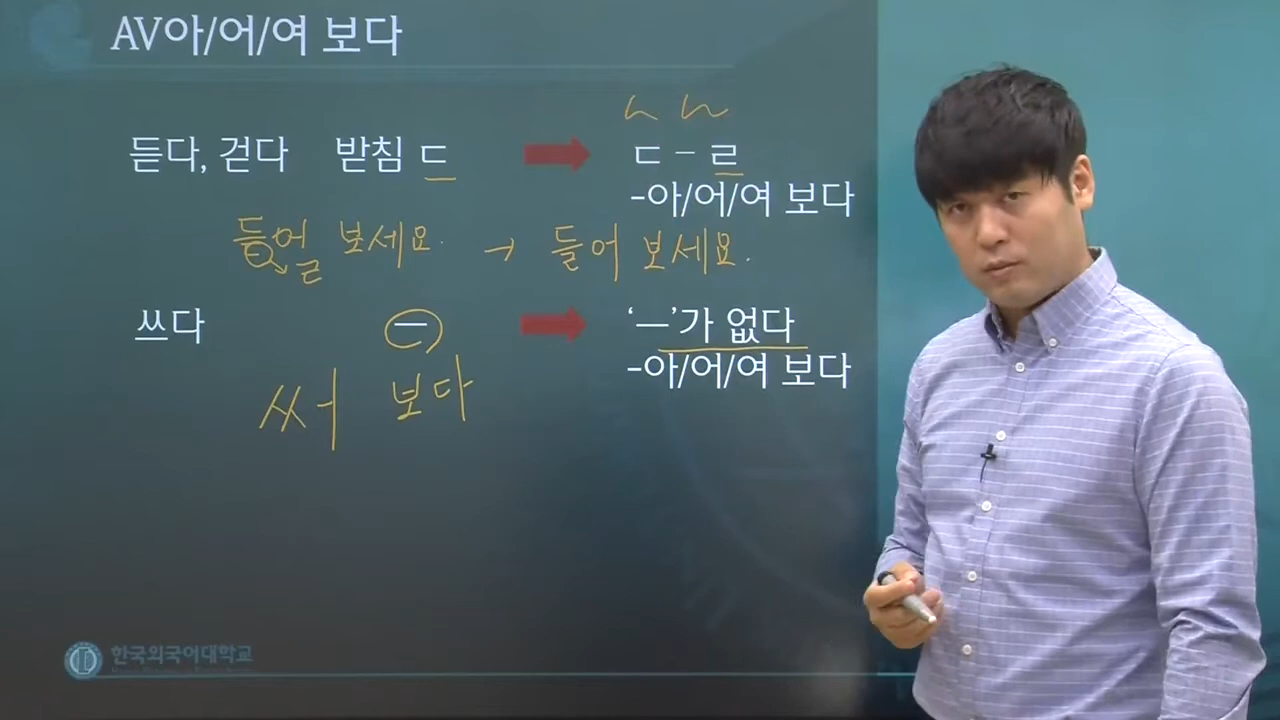 AV아/어/여 보다
듣다, 걷다 받침 ㄷ ㄷ – ㄹ
-아/어/여 보다
듣어 보세요. → 들어 보세요.
ㄹ
쓰다 ㅡ ‘ㅡ’가 없다
-아/어/여 보다
써 보다
한국외국어대학교